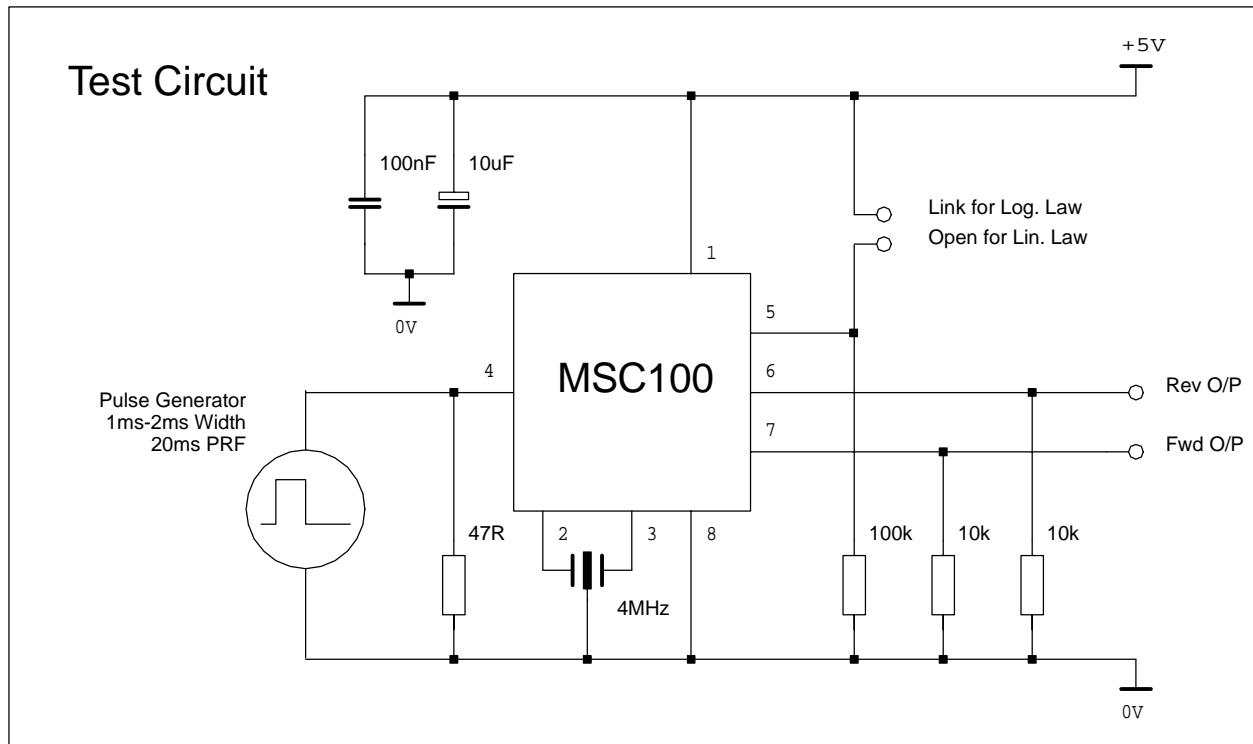 +5V
Test Circuit
100nF
10uF
Link for Log. Law
Open for Lin. Law
1
0V
5
MSC100
4
6
Rev O/P
Pulse Generator
1ms-2ms Width
20ms PRF
7
Fwd O/P
47R
2
3
8
100k
10k
10k
4MHz
0V